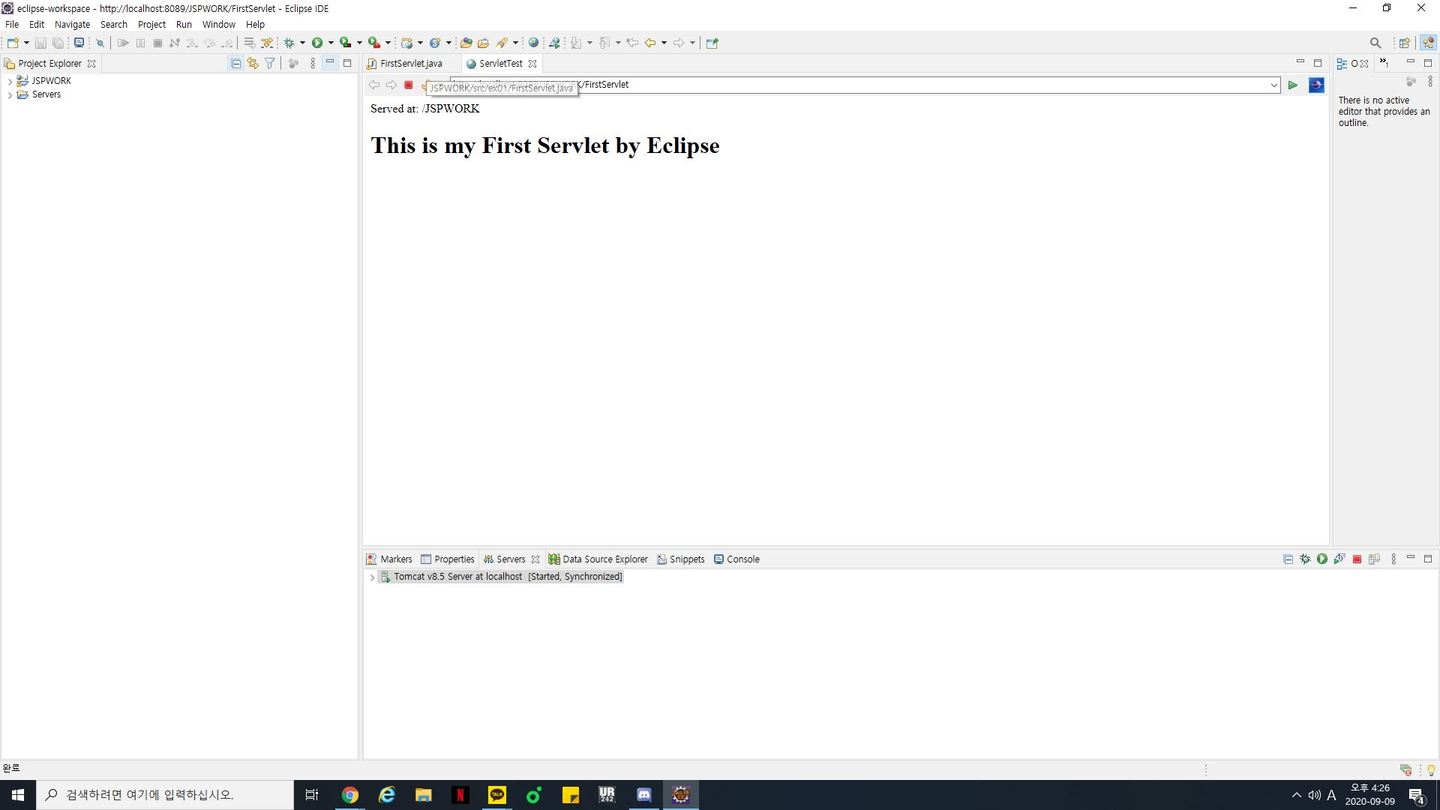 eclipse-workspace - http://localhost:8089/JSPWORK/FirstServlet - Eclipse IDE
File Edit Navigate Search Project Run Window Help
Project Explorer
FirstServlet.java
ServletTest
JSPWORK
Servers
/FirstServlet
JSPWORK/src/ex01/FirstServlet.java
Served at: /JSPWORK
This is my First Servlet by Eclipse
O
There is no active
editor that provides an
outline.
Markers Properties Servers Data Source Explorer Snippets Console
Tomcat v8.5 Server at localhost [Started, Synchronized]
완료
검색하려면 여기에 입력하십시오.
N
TALK
UR
242
A
오후 4:26
2020-09-09
4